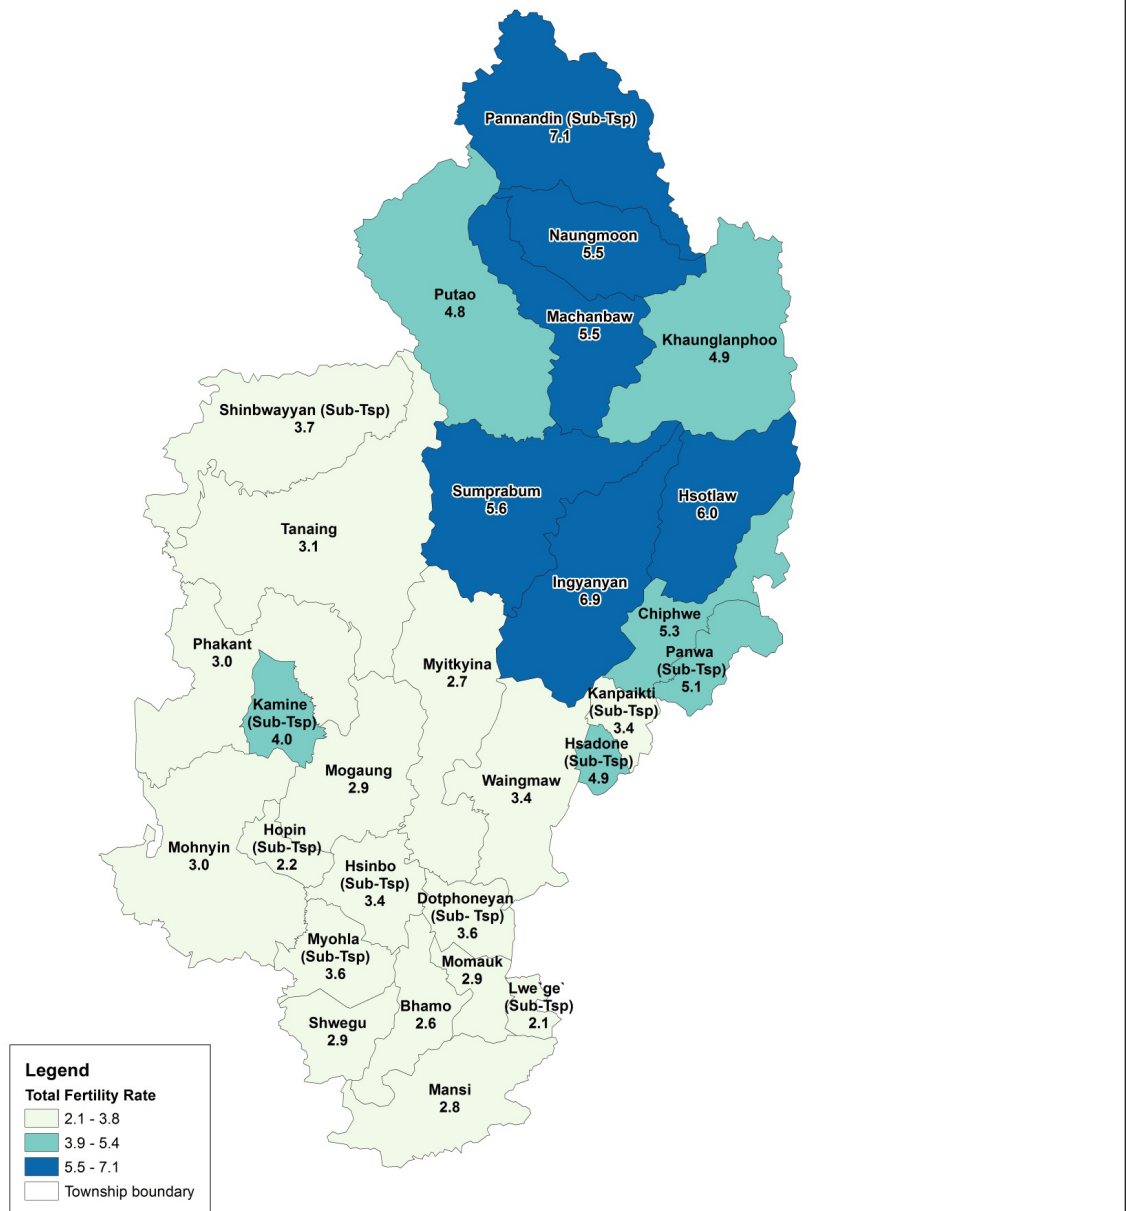 Pannandin (Sub-Tsp)
7.1
Naungmoon
5.5
Putao
4.8
Machanbaw
5.5
Khaunglanphoo
4.9
Shinbwayyan (Sub-Tsp)
3.7
Sumprabum
5.6
Hsotlaw
6.0
Tanaing
3.1
Ingyanyan
6.9
Chiphwe
5.3
Phakant
3.0
Myitkyina
2.7
Panwa
(Sub-Tsp)
5.1
Kamine
(Sub-Tsp)
4.0
Kanpaikti
(Sub-Tsp)
3.4
Hsadone
(Sub-Tsp)
4.9
Mogaung
2.9
Waingmaw
3.4
Hopin
(Sub-Tsp)
2.2
Mohnyin
3.0
Hsinbo
(Sub-Tsp)
3.4
Dotphoneyan
(Sub- Tsp)
3.6
Myohla
(Sub-Tsp)
3.6
Momauk
2.9
Lwe`ge`
(Sub-Tsp)
2.1
Bhamo
2.6
Shwegu
2.9
Mansi
2.8
Legend
Total Fertility Rate
2.1 - 3.8
3.9 - 5.4
5.5 - 7.1
Township boundary